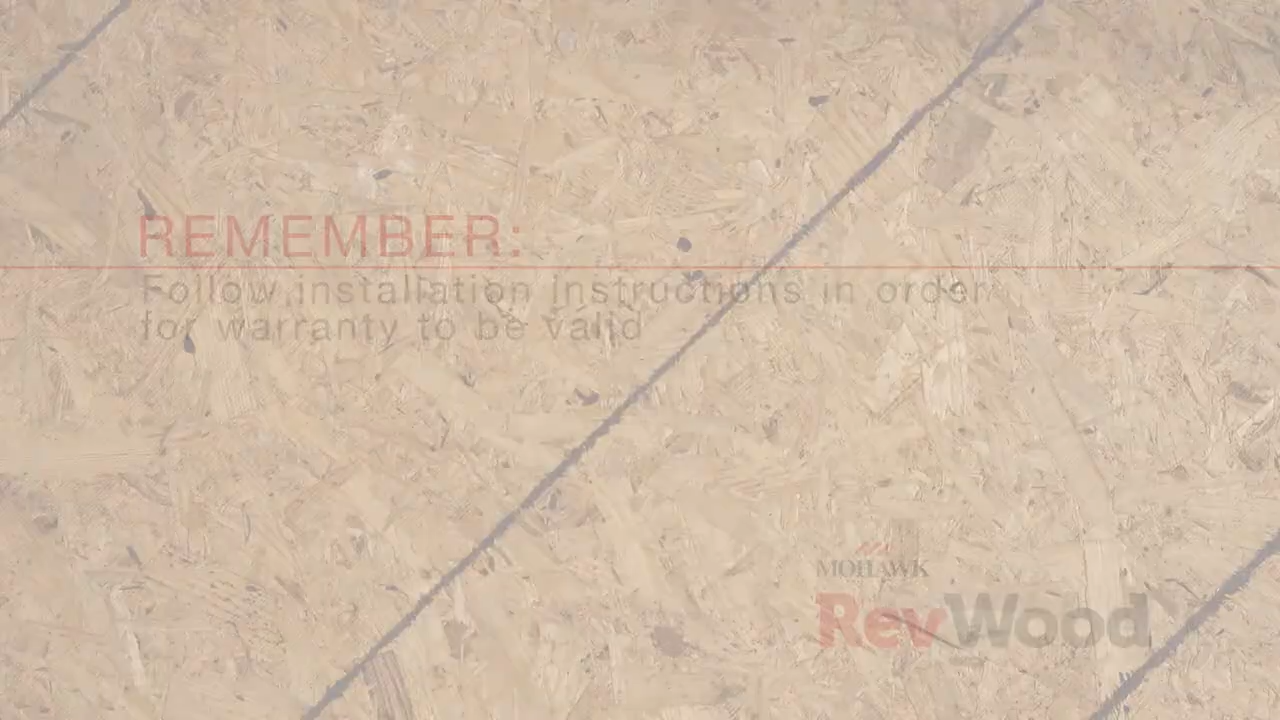 REMEMBER:
Follow installation instructions in order
for warranty to be valid
MOHAWK
RevWood